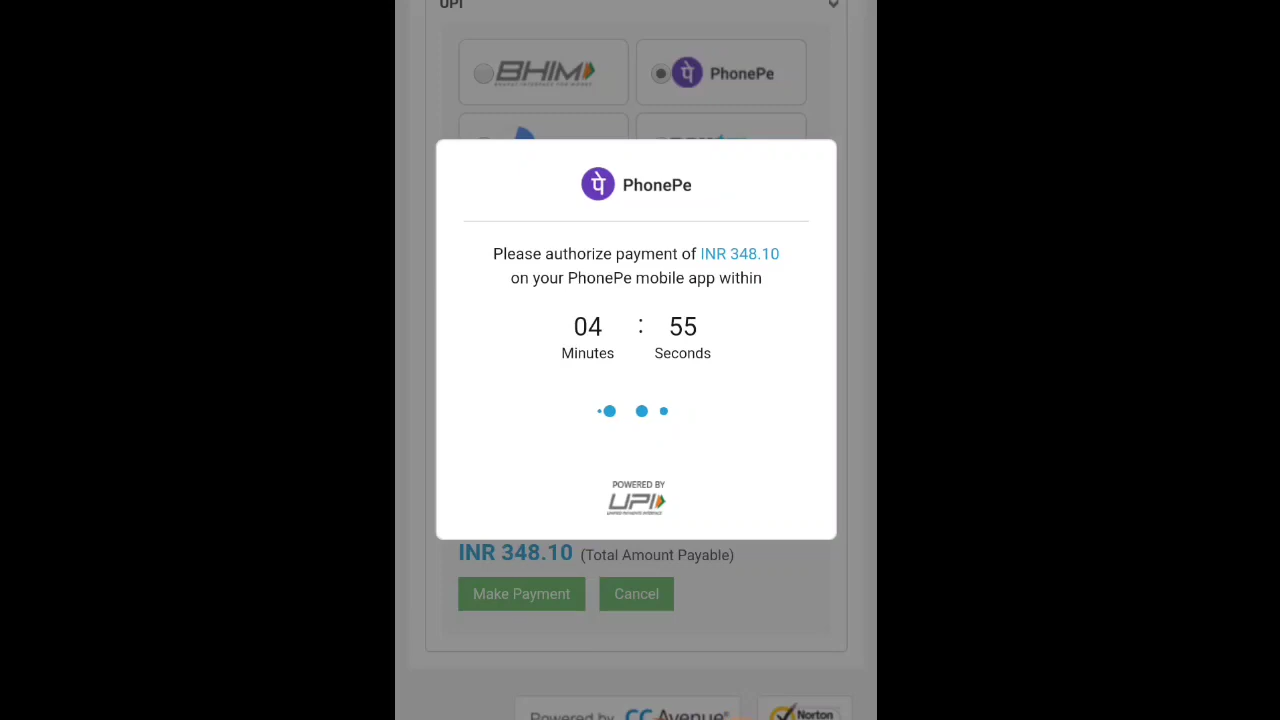 UPI
BHIM
पे PhonePe
पे PhonePe
Please authorize payment of INR 348.10
on your PhonePe mobile app within
04 : 55
Minutes Seconds
POWERED BY
UPI
INR 348.10 (Total Amount Payable)
Make Payment Cancel
Powered by CCAvenue®
Norton